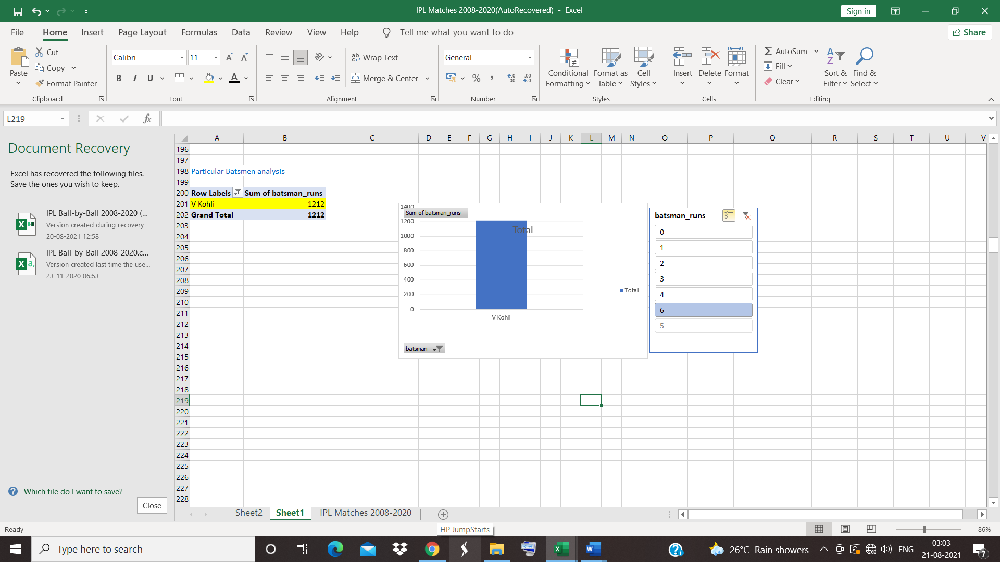 IPL Matches 2008-2020(AutoRecovered) - Excel
Sign in
File Home Insert Page Layout Formulas Data Review View Help Tell me what you want to do Share
Paste
Cut
Copy
Format Painter
Clipboard
Calibri 11
B I U
Font
Wrap Text
Merge & Center
Alignment
General
Number
Conditional Formatting
Format as Table
Cell Styles
Styles
Insert Delete Format
Cells
AutoSum
Fill
Clear
Sort & Filter
Find & Select
Editing
L219
fx
Document Recovery
Excel has recovered the following files.
Save the ones you wish to keep.
IPL Ball-by-Ball 2008-2020 (...
Version created during recovery
20-08-2021 12:58
IPL Ball-by-Ball 2008-2020.c...
Version created last time the use...
23-11-2020 06:53
Which file do I want to save?
Close
A B C D E F G H I J K L M N O P Q R S T U V
196
197
198 Particular Batsmen analysis
199
200 Row Labels Sum of batsman_runs
201 V Kohli 1212
202 Grand Total 1212
203
204
205
206
207
208
209
210
211
212
213
214
215
216
217
218
219
220
221
222
223
224
225
226
227
228
Sum of batsman_runs
Total
1400
1200
1000
800
600
400
200
0
V Kohli
Total
batsman
batsman_runs
0
1
2
3
4
6
5
Sheet2 Sheet1 IPL Matches 2008-2020
Ready
HP JumpStarts
86%
Type here to search
26°C Rain showers
ENG
03:03
21-08-2021
7